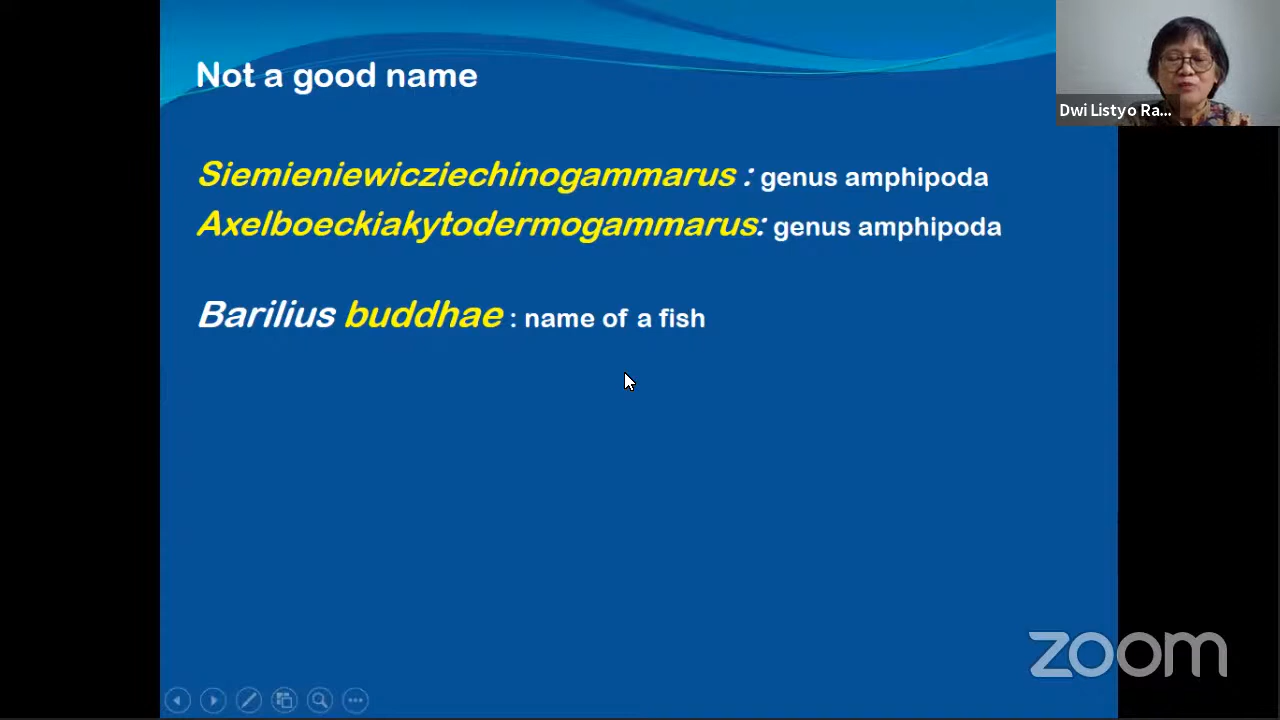 Not a good name
Dwi Listyo Ra...
Siemieniewicziechinogammarus : genus amphipoda
Axelboeckiakytodermogammarus: genus amphipoda
Barilius buddhae : name of a fish
zoom